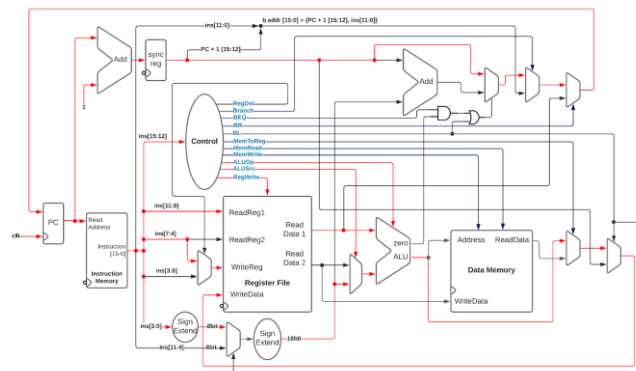 ins[11:0]
b addr [15:0] = {PC + 1 [15:12], ins[11:0]}
PC + 1 [15:12]
Add
sync
reg
1
Add
RegDst
Branch
BEQ
BR
BL
MemToReg
MemRead
MemWrite
ALUOp
ALUSrc
RegWrite
Control
ins[15:12]
PC
clk
Read
Address
Instruction
[15-0]
Instruction
Memory
ins[11:8]
ins[7:4]
ins[3:0]
ReadReg1
ReadReg2
WriteReg
WriteData
Read
Data 1
Read
Data 2
Register File
zero
ALU
Address
ReadData
Data Memory
WriteData
ins[3:0]
Sign
Extend
8bit
ins[11:4]
8bit
Sign
Extend
16bit